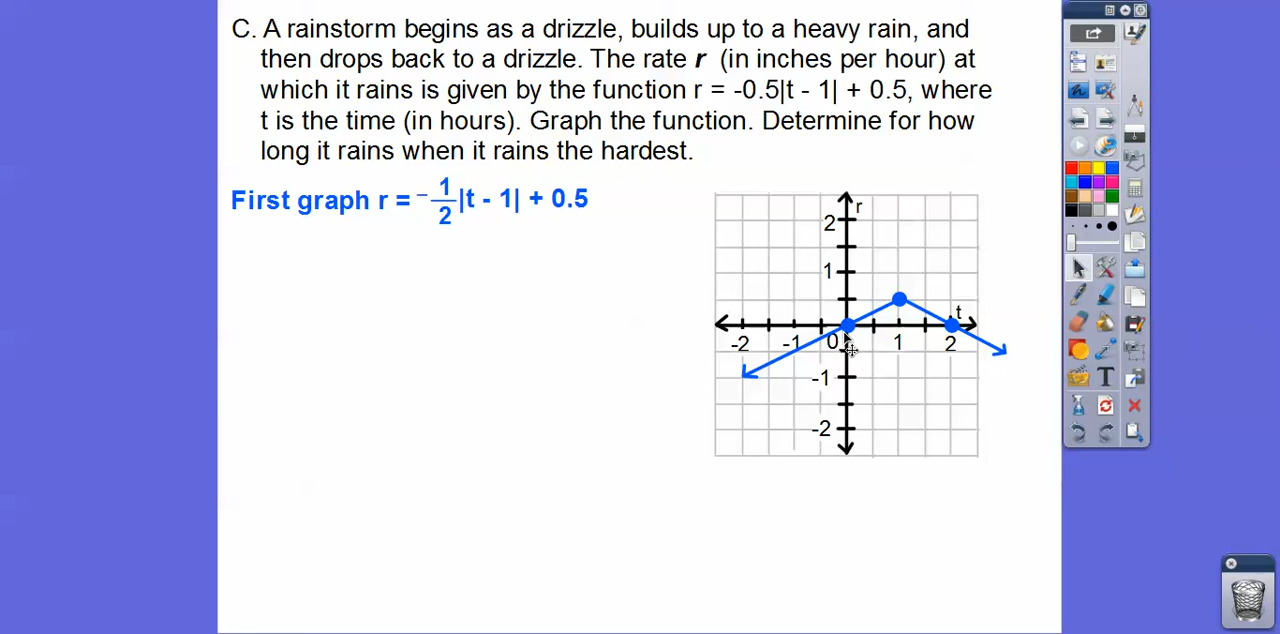 C. A rainstorm begins as a drizzle, builds up to a heavy rain, and
then drops back to a drizzle. The rate r (in inches per hour) at
which it rains is given by the function r = -0.5|t - 1| + 0.5, where
t is the time (in hours). Graph the function. Determine for how
long it rains when it rains the hardest.
First graph r = -1/2|t - 1| + 0.5
r
2
1
t
-2 -1 0 1 2
-1
-2